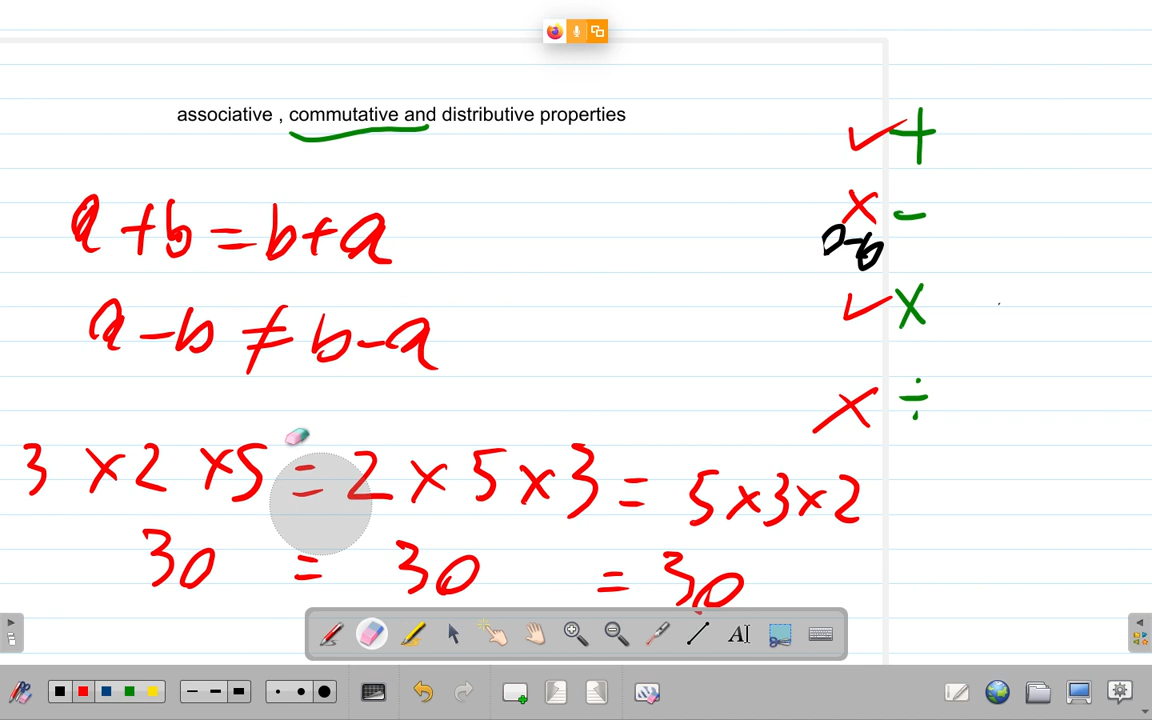 associative , commutative and distributive properties
✓ +
a + b = b + a
× -
a-b
a - b ≠ b - a
✓ ×
× ÷
3 × 2 × 5 = 2 × 5 × 3 = 5 × 3 × 2
30 = 30 = 30